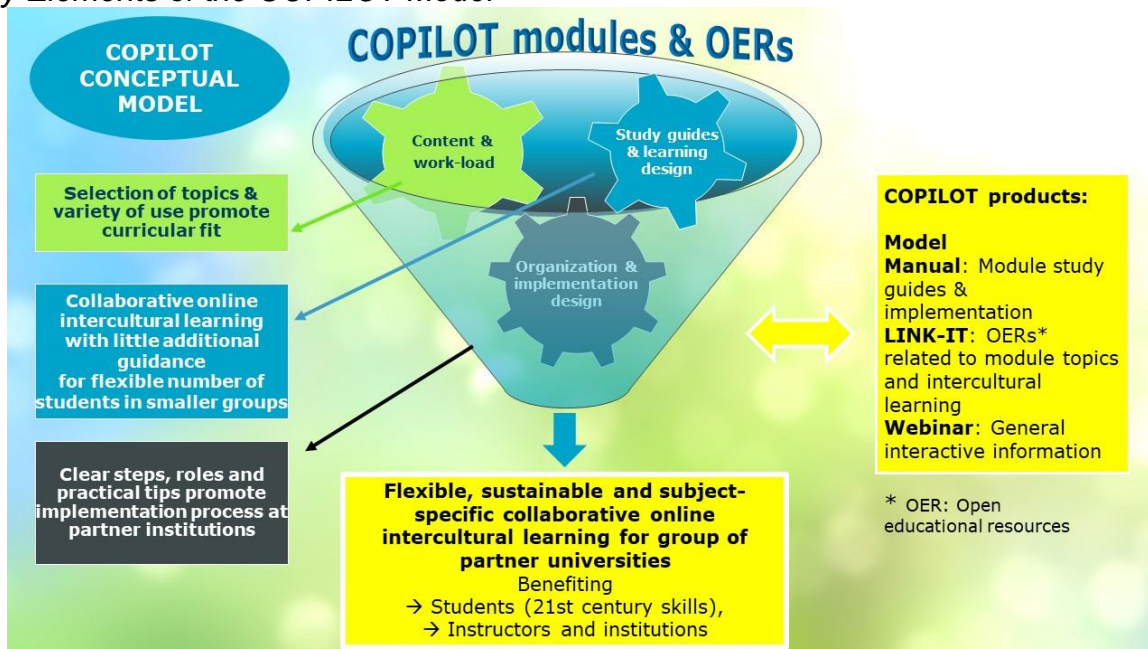 y Elements of the COPILOT Model
COPILOT
CONCEPTUAL
MODEL
COPILOT modules & OERs
Content &
work-load
Study guides
& learning
design
Organization &
implementation
design
Selection of topics &
variety of use promote
curricular fit
Collaborative online
intercultural learning
with little additional
guidance
for flexible number of
students in smaller groups
Clear steps, roles and
practical tips promote
implementation process at
partner institutions
Flexible, sustainable and subject-
specific collaborative online
intercultural learning for group of
partner universities
Benefiting
→ Students (21st century skills),
→ Instructors and institutions
COPILOT products:
Model
Manual: Module study
guides &
implementation
LINK-IT: OERs*
related to module topics
and intercultural
learning
Webinar: General
interactive information
* OER: Open
educational resources